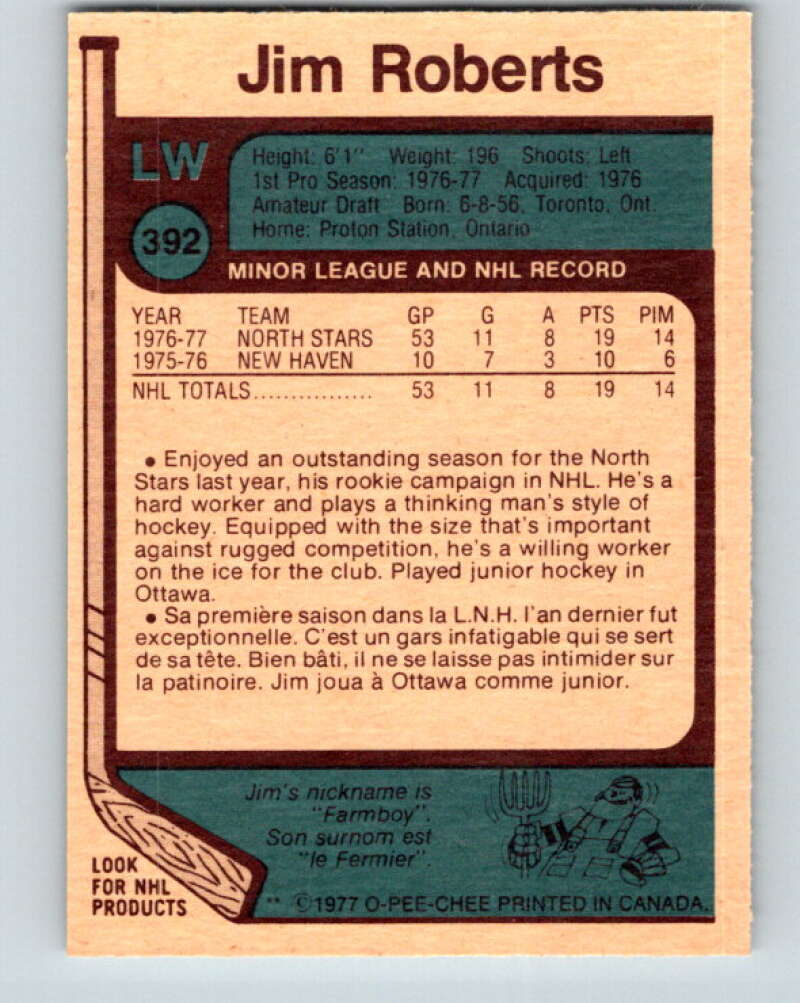 Jim Roberts
LW
Height: 6'1" Weight: 196 Shoots: Left
1st Pro Season: 1976-77 Acquired: 1976
Amateur Draft Born: 6-8-56, Toronto, Ont.
Home: Proton Station, Ontario
392
MINOR LEAGUE AND NHL RECORD
YEAR TEAM GP G A PTS PIM
1976-77 NORTH STARS 53 11 8 19 14
1975-76 NEW HAVEN 10 7 3 10 6
NHL TOTALS................ 53 11 8 19 14
• Enjoyed an outstanding season for the North
Stars last year, his rookie campaign in NHL. He's a
hard worker and plays a thinking man's style of
hockey. Equipped with the size that's important
against rugged competition, he's a willing worker
on the ice for the club. Played junior hockey in
Ottawa.
• Sa première saison dans la L.N.H. l'an dernier fut
exceptionnelle. C'est un gars infatigable qui se sert
de sa tête. Bien bâti, il ne se laisse pas intimider sur
la patinoire. Jim joua à Ottawa comme junior.
Jim's nickname is
"Farmboy".
Son surnom est
"le Fermier".
LOOK
FOR NHL
PRODUCTS
** ©1977 O-PEE-CHEE PRINTED IN CANADA.